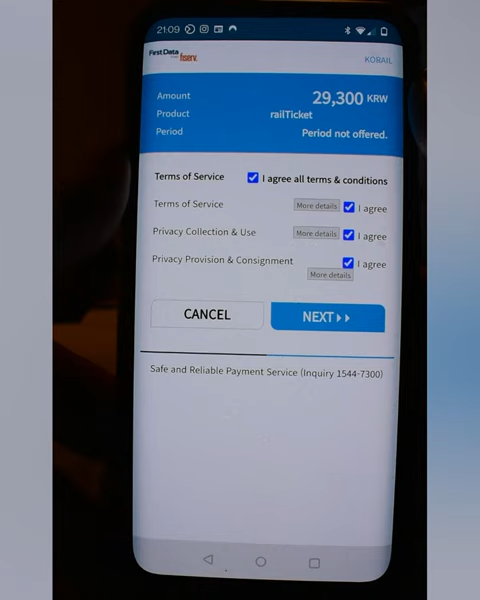 21:09
First Data fiserv.
KORAIL
Amount 29,300 KRW
Product railTicket
Period Period not offered.
Terms of Service I agree all terms & conditions
Terms of Service More details I agree
Privacy Collection & Use More details I agree
Privacy Provision & Consignment I agree
More details
CANCEL NEXT
Safe and Reliable Payment Service (Inquiry 1544-7300)